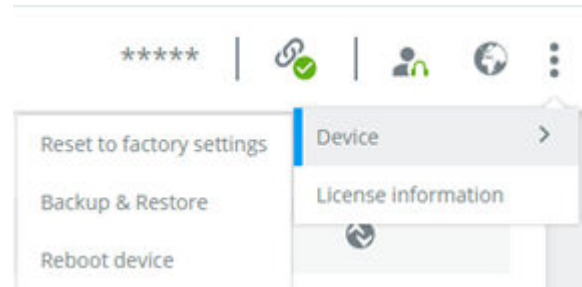 *****
Device
License information
Reset to factory settings
Backup & Restore
Reboot device